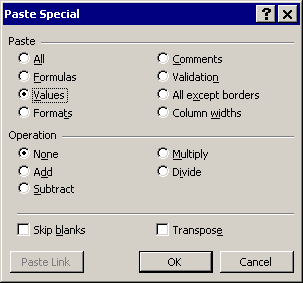 Paste Special
Paste
All
Comments
Formulas
Validation
Values
All except borders
Formats
Column widths
Operation
None
Multiply
Add
Divide
Subtract
Skip blanks
Transpose
Paste Link
OK
Cancel